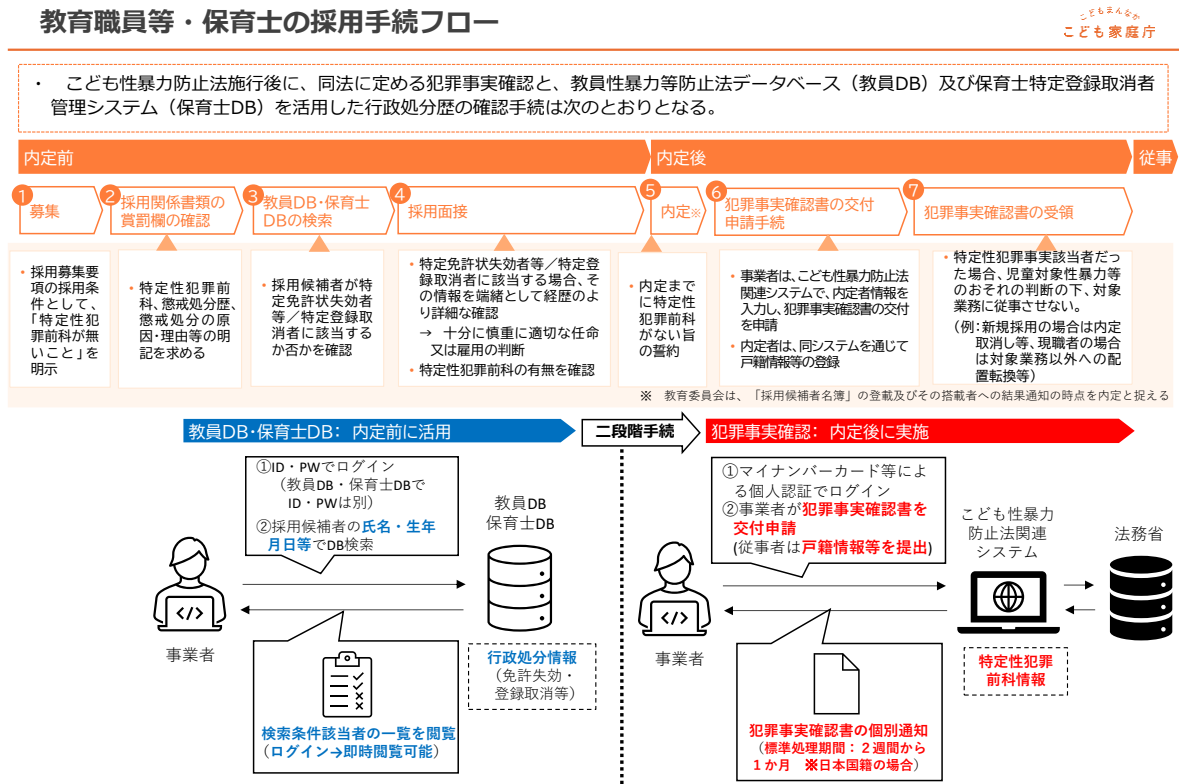 教育職員等・保育士の採用手続フロー
こどもまんなか
こども家庭庁
・ こども性暴力防止法施行後に、同法に定める犯罪事実確認と、教員性暴力等防止法データベース（教員DB）及び保育士特定登録取消者
管理システム（保育士DB）を活用した行政処分歴の確認手続は次のとおりとなる。
内定前
内定後
従事
1
募集
2
採用関係書類の
賞罰欄の確認
3
教員DB・保育士
DBの検索
4
採用面接
5
内定※
6
犯罪事実確認書の交付
申請手続
7
犯罪事実確認書の受領
• 採用募集要
項の採用条
件として、
「特定性犯
罪前科が無
いこと」を
明示
• 特定性犯罪前
科、懲戒処分歴、
懲戒処分の原
因・理由等の明
記を求める
• 採用候補者が特
定免許状失効者
等／特定登録取
消者に該当する
か否かを確認
• 特定免許状失効者等／特定登
録取消者に該当する場合、そ
の情報を端緒として経歴のよ
り詳細な確認
→ 十分に慎重に適切な任命
又は雇用の判断
• 特定性犯罪前科の有無を確認
• 内定まで
に特定性
犯罪前科
がない旨
の誓約
• 事業者は、こども性暴力防止法
関連システムで、内定者情報を
入力し、犯罪事実確認書の交付
を申請
• 内定者は、同システムを通じて
戸籍情報等の登録
• 特定性犯罪事実該当者だっ
た場合、児童対象性暴力等
のおそれの判断の下、対象
業務に従事させない。
（例：新規採用の場合は内定
取消し等、現職者の場合
は対象業務以外への配
置転換等）
※ 教育委員会は、「採用候補者名簿」の登載及びその搭載者への結果通知の時点を内定と捉える
教員DB・保育士DB： 内定前に活用
二段階手続
犯罪事実確認： 内定後に実施
①ID・PWでログイン
（教員DB・保育士DBで
ID・PWは別）
②採用候補者の氏名・生年
月日等でDB検索
教員DB
保育士DB
事業者
行政処分情報
（免許失効・
登録取消等）
検索条件該当者の一覧を閲覧
（ログイン→即時閲覧可能）
①マイナンバーカード等によ
る個人認証でログイン
②事業者が犯罪事実確認書を
交付申請
(従事者は戸籍情報等を提出)
こども性暴力
防止法関連
システム
法務省
事業者
特定性犯罪
前科情報
犯罪事実確認書の個別通知
（標準処理期間：２週間から
１か月 ※日本国籍の場合）